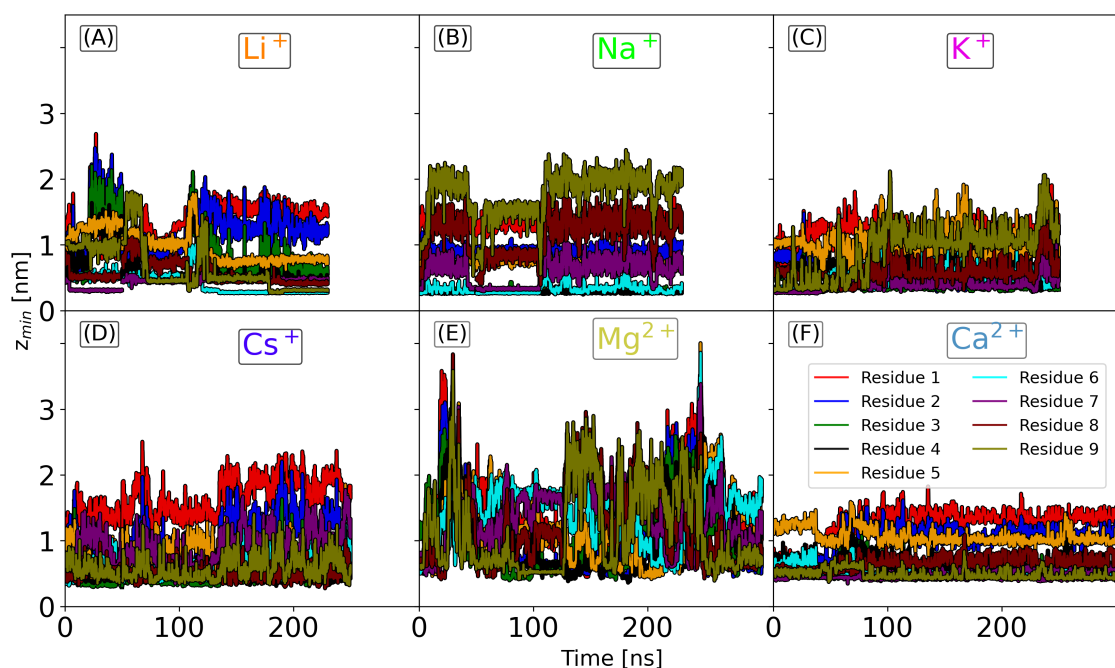 (A) Li⁺
(B) Na⁺
(C) K⁺
3
2
1
0
z_min [nm]
(D) Cs⁺
(E) Mg²⁺
(F) Ca²⁺
Residue 1
Residue 2
Residue 3
Residue 4
Residue 5
Residue 6
Residue 7
Residue 8
Residue 9
3
2
1
0
0 100 200
0 100 200
0 100 200
Time [ns]